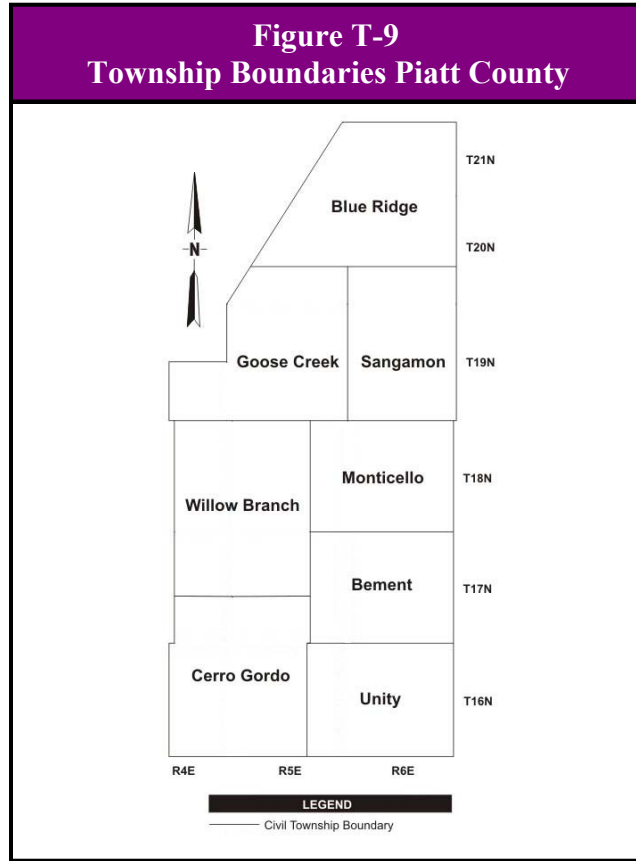 Figure T-9
Township Boundaries Piatt County
T21N
Blue Ridge
N
T20N
Goose Creek
Sangamon
T19N
Monticello
T18N
Willow Branch
Bement
T17N
Cerro Gordo
Unity
T16N
R4E
R5E
R6E
LEGEND
Civil Township Boundary